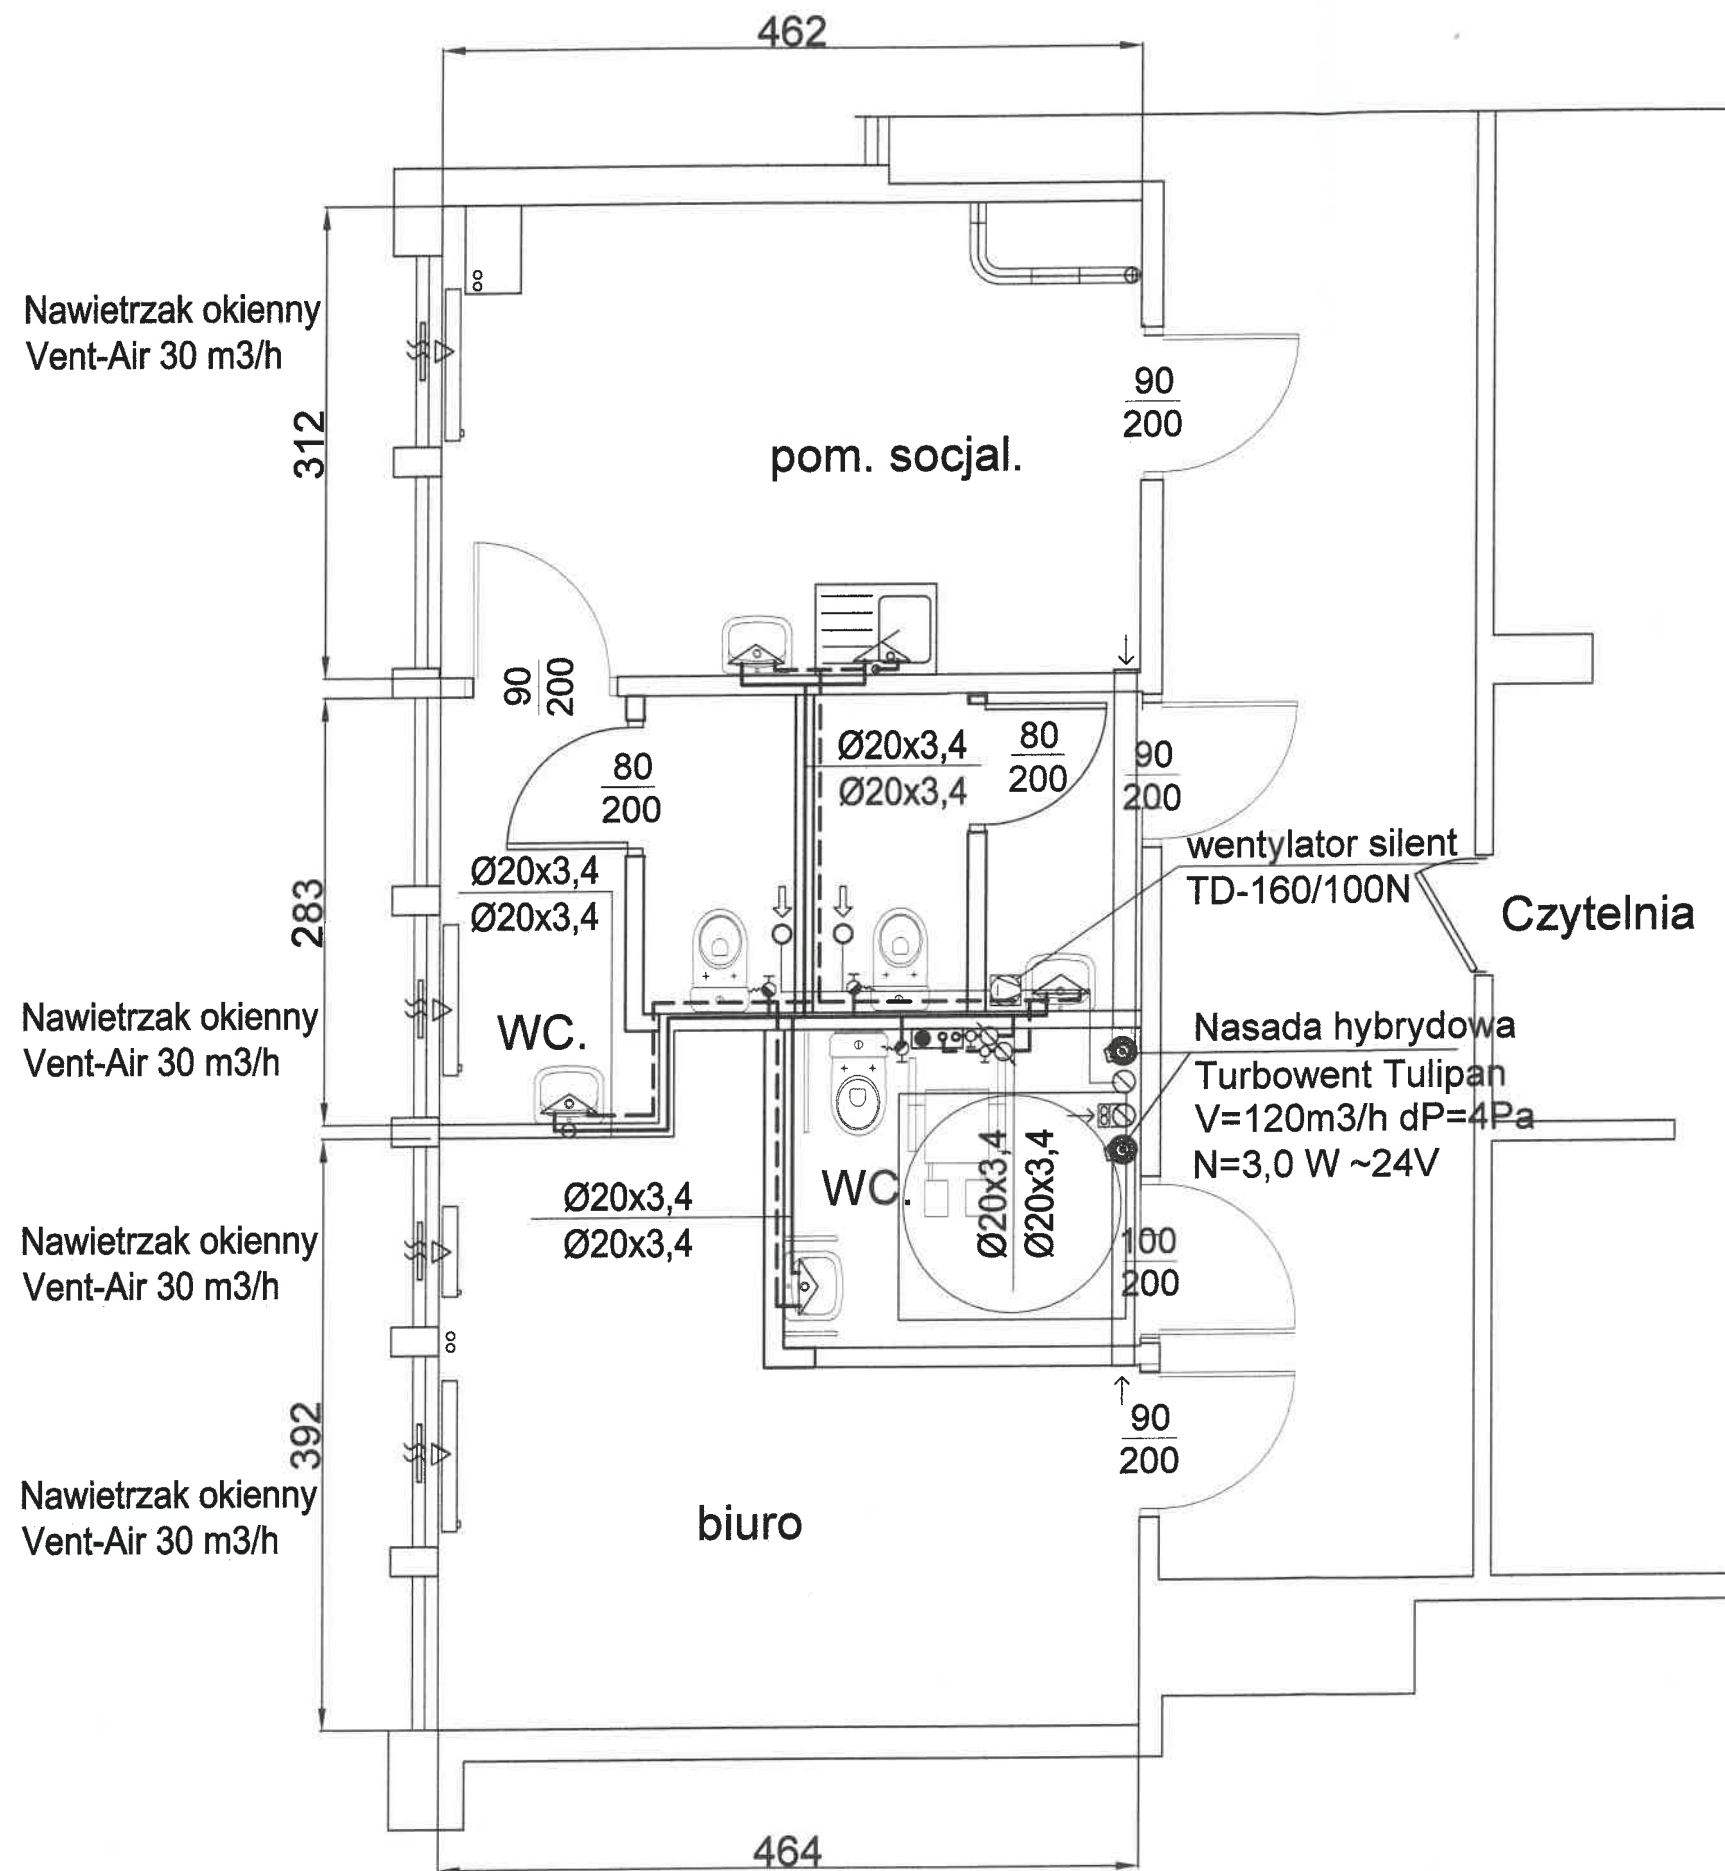 462
Nawietrzak okienny
Vent-Air 30 m3/h
312
90
200
pom. socjal.
90
200
80
200
Ø20x3,4
Ø20x3,4
80
200
90
200
wentylator silent
TD-160/100N
Czytelnia
Ø20x3,4
Ø20x3,4
283
Nawietrzak okienny
Vent-Air 30 m3/h
WC.
Nasada hybrydowa
Turbowent Tulipan
V=120m3/h dP=4Pa
N=3,0 W ~24V
WC.
Ø20x3,4
Ø20x3,4
Ø20x3,4
Ø20x3,4
100
200
Nawietrzak okienny
Vent-Air 30 m3/h
392
90
200
Nawietrzak okienny
Vent-Air 30 m3/h
biuro
464